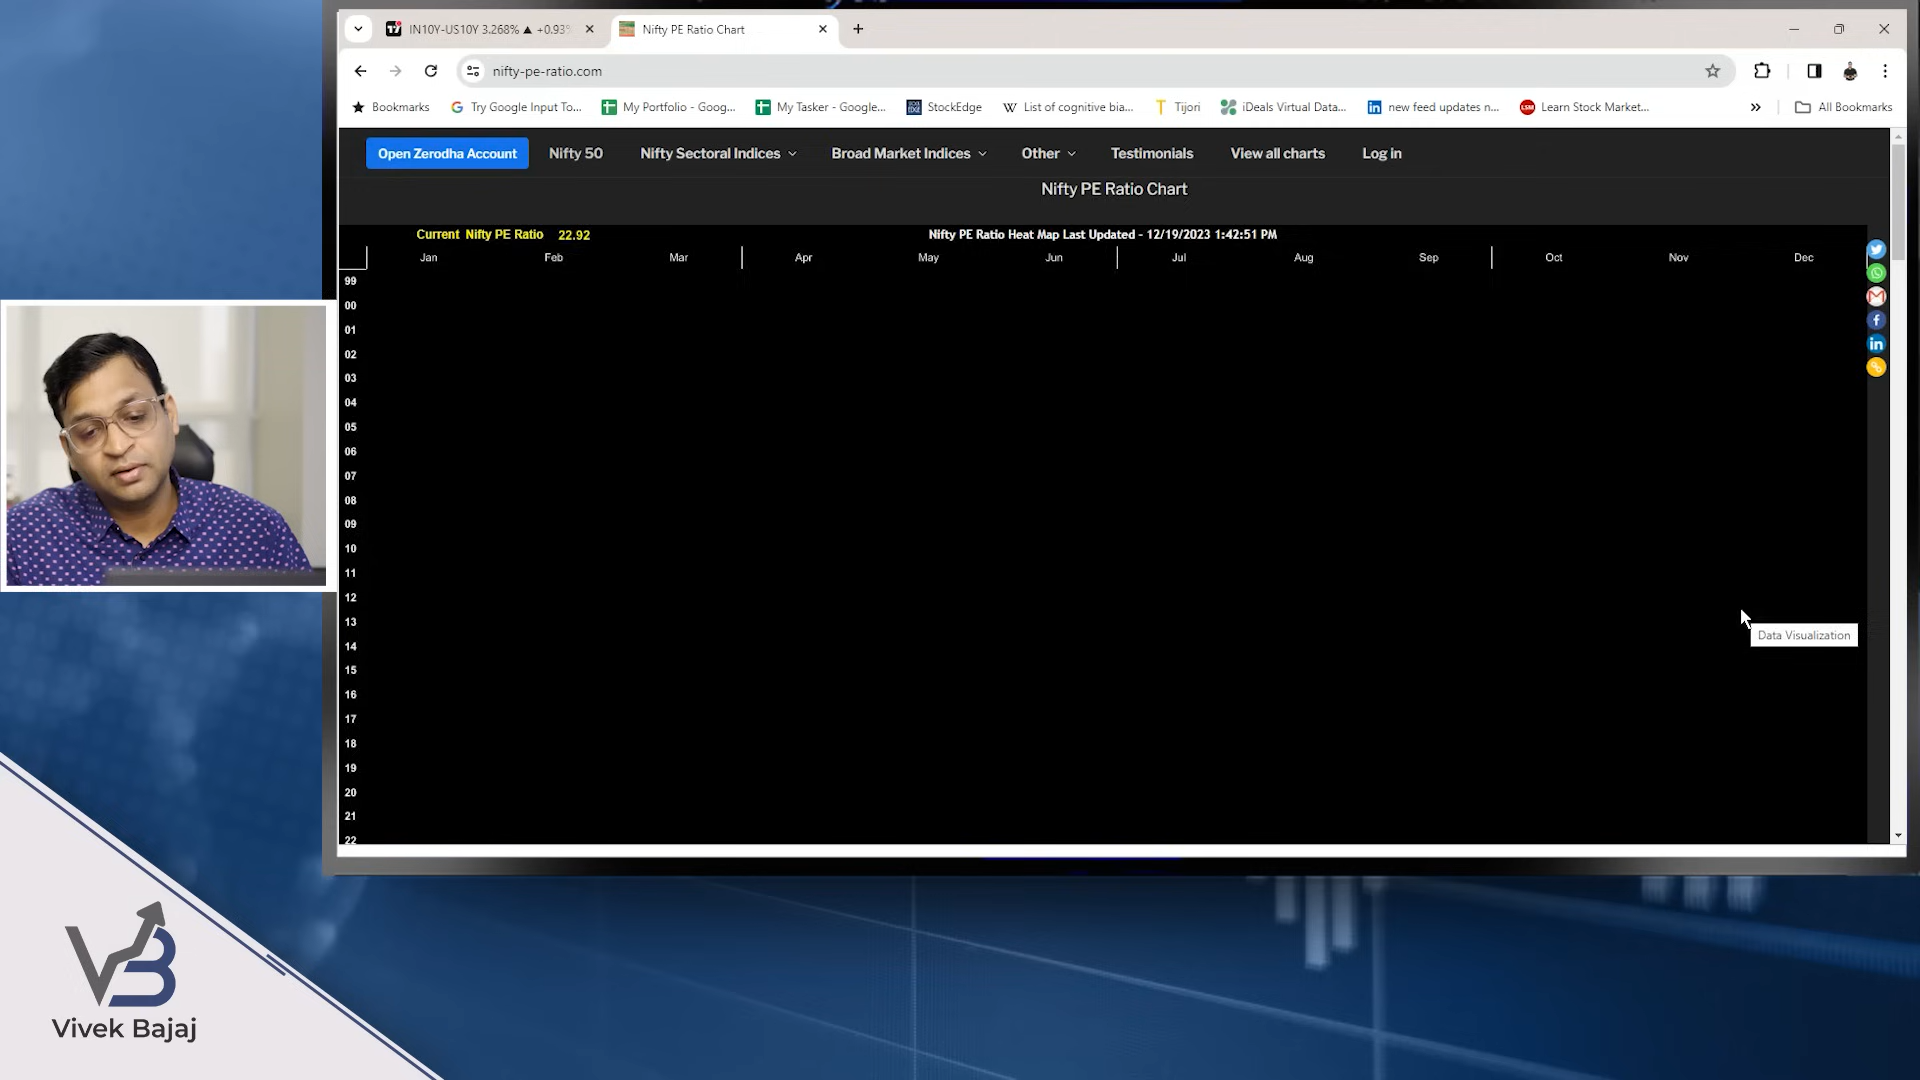 IN10Y-US10Y 3.268% ▲ +0.93%
Nifty PE Ratio Chart
nifty-pe-ratio.com
Bookmarks
Try Google Input To...
My Portfolio - Goog...
My Tasker - Google...
StockEdge
List of cognitive bia...
Tijori
iDeals Virtual Data...
new feed updates n...
Learn Stock Market...
All Bookmarks
Open Zerodha Account
Nifty 50
Nifty Sectoral Indices
Broad Market Indices
Other
Testimonials
View all charts
Log in
Nifty PE Ratio Chart
Current Nifty PE Ratio 22.92
Nifty PE Ratio Heat Map Last Updated - 12/19/2023 1:42:51 PM
Jan Feb Mar Apr May Jun Jul Aug Sep Oct Nov Dec
99
00
01
02
03
04
05
06
07
08
09
10
11
12
13
14
15
16
17
18
19
20
21
22
Data Visualization
Vivek Bajaj